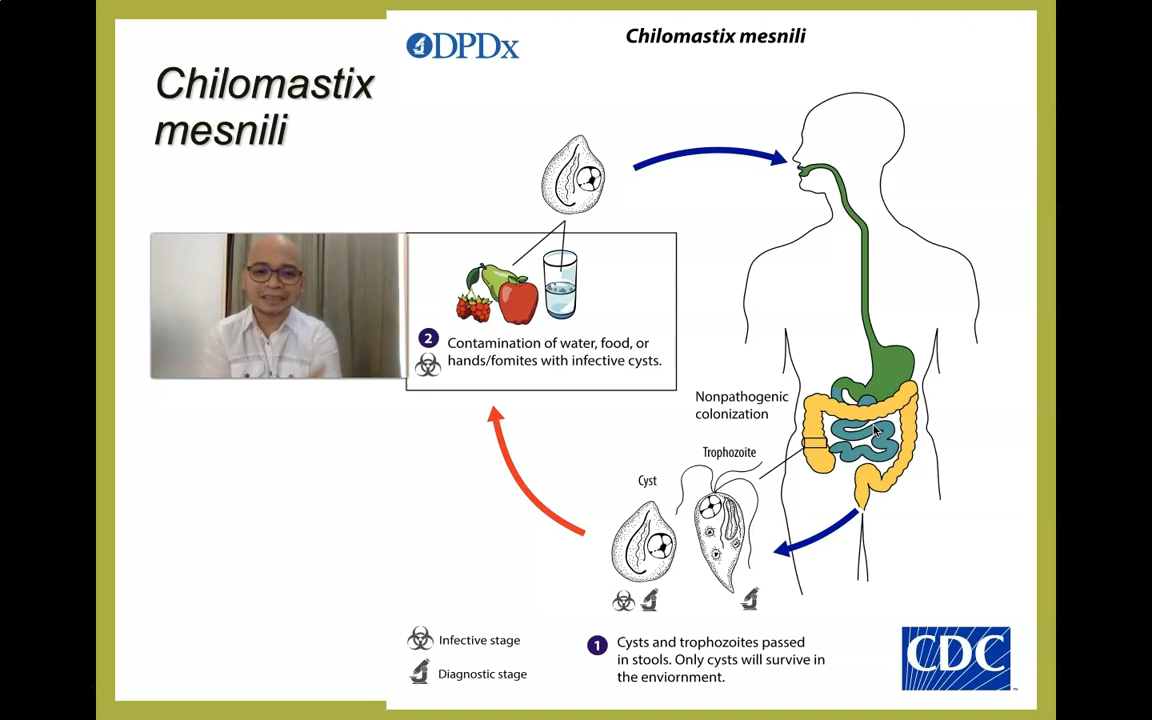 Chilomastix
mesnili
DPDx
Chilomastix mesnili
2
Contamination of water, food, or
hands/fomites with infective cysts.
Nonpathogenic
colonization
Trophozoite
Cyst
Infective stage
Diagnostic stage
1
Cysts and trophozoites passed
in stools. Only cysts will survive in
the enviornment.
CDC
TM